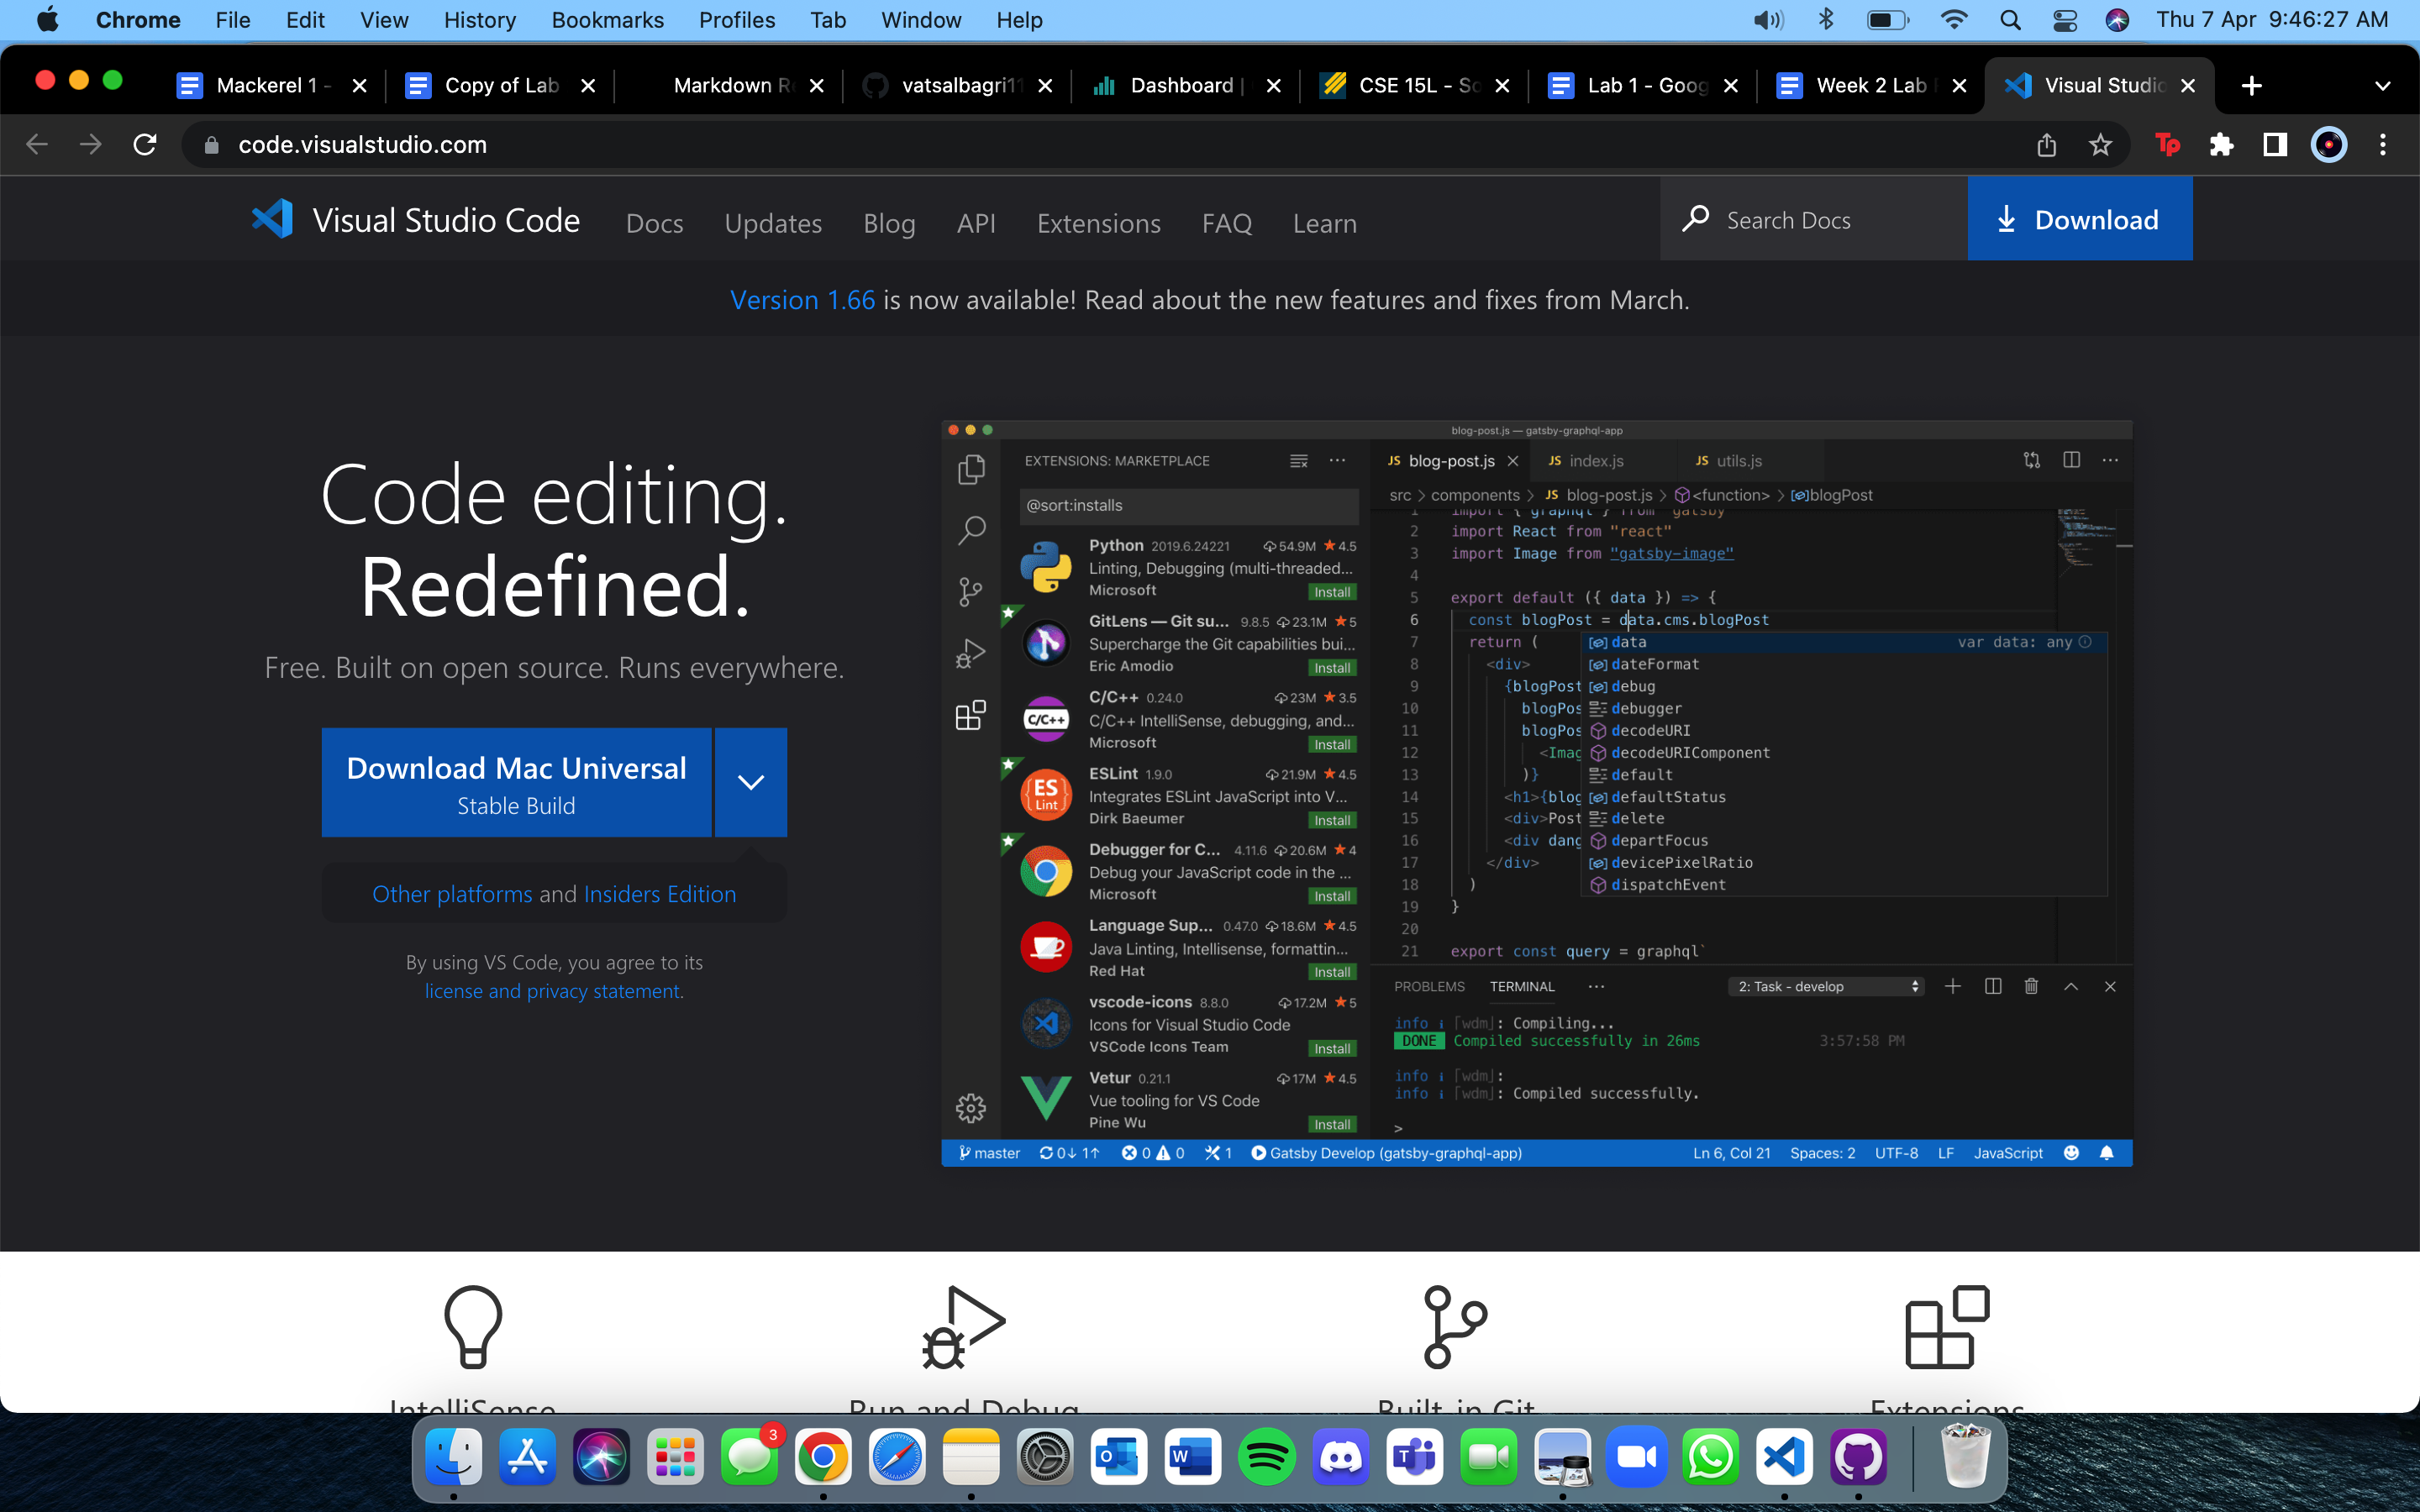 Chrome File Edit View History Bookmarks Profiles Tab Window Help Thu 7 Apr 9:46:27 AM
Mackerel 1 - Copy of Lab Markdown Re vatsalbagri11 Dashboard | CSE 15L - So Lab 1 - Goog Week 2 Lab Visual Studio
code.visualstudio.com
Tp
Visual Studio Code Docs Updates Blog API Extensions FAQ Learn Search Docs Download
Version 1.66 is now available! Read about the new features and fixes from March.
Code editing.
Redefined.
Free. Built on open source. Runs everywhere.
Download Mac Universal
Stable Build
Other platforms and Insiders Edition
By using VS Code, you agree to its
license and privacy statement.
blog-post.js — gatsby-graphql-app
EXTENSIONS: MARKETPLACE
@sort:installs
Python 2019.6.24221 54.9M 4.5
Linting, Debugging (multi-threaded...
Microsoft Install
GitLens — Git su... 9.8.5 23.1M 5
Supercharge the Git capabilities bui...
Eric Amodio Install
C/C++ 0.24.0 23M 3.5
C/C++
C/C++ IntelliSense, debugging, and...
Microsoft Install
ESLint 1.9.0 21.9M 4.5
ES
Lint
Integrates ESLint JavaScript into V...
Dirk Baeumer Install
Debugger for C... 4.11.6 20.6M 4
Debug your JavaScript code in the ...
Microsoft Install
Language Sup... 0.47.0 18.6M 4.5
Java Linting, Intellisense, formattin...
Red Hat Install
vscode-icons 8.8.0 17.2M 5
Icons for Visual Studio Code
VSCode Icons Team Install
Vetur 0.21.1 17M 4.5
Vue tooling for VS Code
Pine Wu Install
JS blog-post.js JS index.js JS utils.js
src > components > JS blog-post.js > <function> > blogPost
1 import { graphql } from "gatsby"
2 import React from "react"
3 import Image from "gatsby-image"
4
5 export default ({ data }) => {
6 const blogPost = data.cms.blogPost
7 return (
8 <div>
9 {blogPost
10 blogPos
11 blogPos
12 <Imag
13 )}
14 <h1>{blog
15 <div>Post
16 <div dang
17 </div>
18 )
19 }
20
21 export const query = graphql`
data var data: any
dateFormat
debug
debugger
decodeURI
decodeURIComponent
default
defaultStatus
delete
departFocus
devicePixelRatio
dispatchEvent
PROBLEMS TERMINAL ... 2: Task - develop
info i ｢wdm｣: Compiling...
DONE Compiled successfully in 26ms 3:57:58 PM
info i ｢wdm｣:
info i ｢wdm｣: Compiled successfully.
>
master 0↓ 1↑ 0 0 1 Gatsby Develop (gatsby-graphql-app) Ln 6, Col 21 Spaces: 2 UTF-8 LF JavaScript
IntelliSense Run and Debug Built-in Git Extensions
3